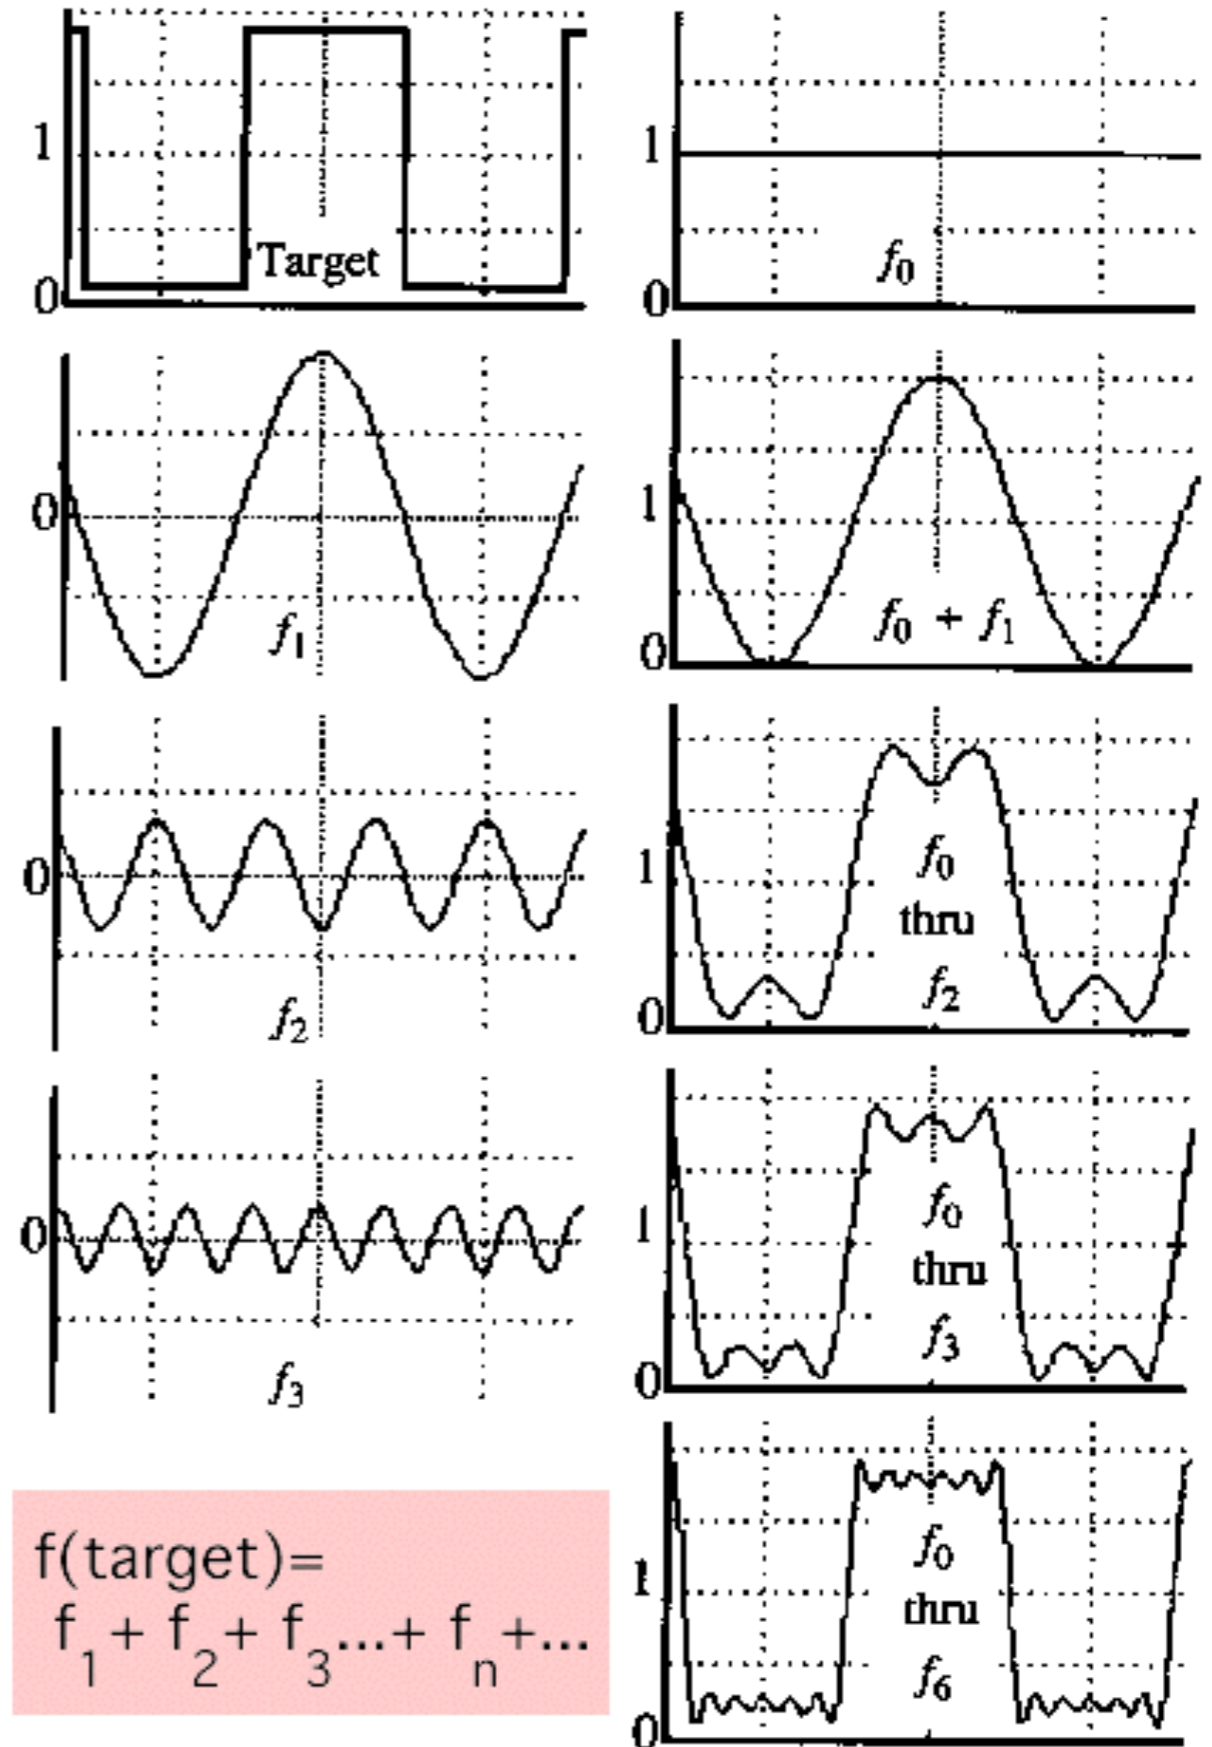 1
0
Target
1
0
f0
0
f1
1
0
f0 + f1
0
f2
1
0
f0
thru
f2
0
f3
1
0
f0
thru
f3
f(target)=
f1+ f2+ f3...+ fn+...
1
0
f0
thru
f6